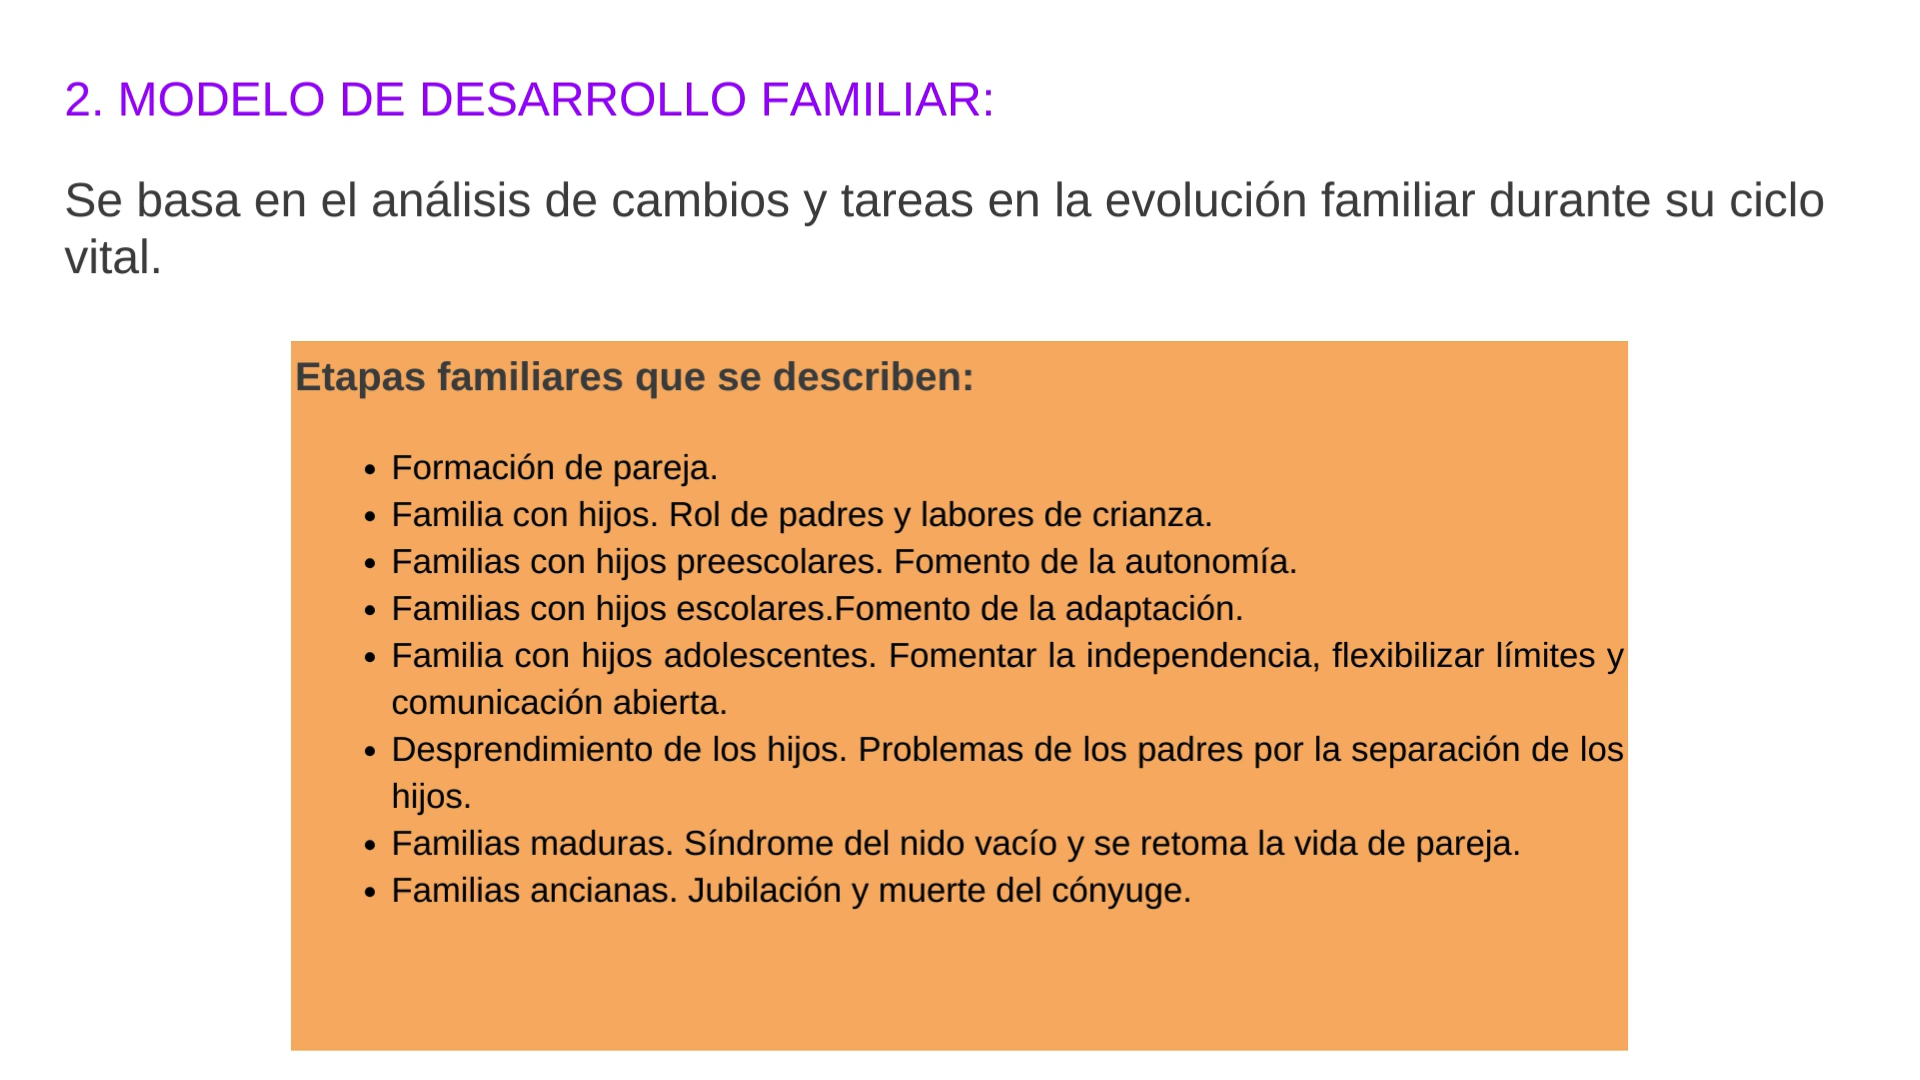 2. MODELO DE DESARROLLO FAMILIAR:
Se basa en el análisis de cambios y tareas en la evolución familiar durante su ciclo
vital.
Etapas familiares que se describen:
• Formación de pareja.
• Familia con hijos. Rol de padres y labores de crianza.
• Familias con hijos preescolares. Fomento de la autonomía.
• Familias con hijos escolares.Fomento de la adaptación.
• Familia con hijos adolescentes. Fomentar la independencia, flexibilizar límites y
comunicación abierta.
• Desprendimiento de los hijos. Problemas de los padres por la separación de los
hijos.
• Familias maduras. Síndrome del nido vacío y se retoma la vida de pareja.
• Familias ancianas. Jubilación y muerte del cónyuge.